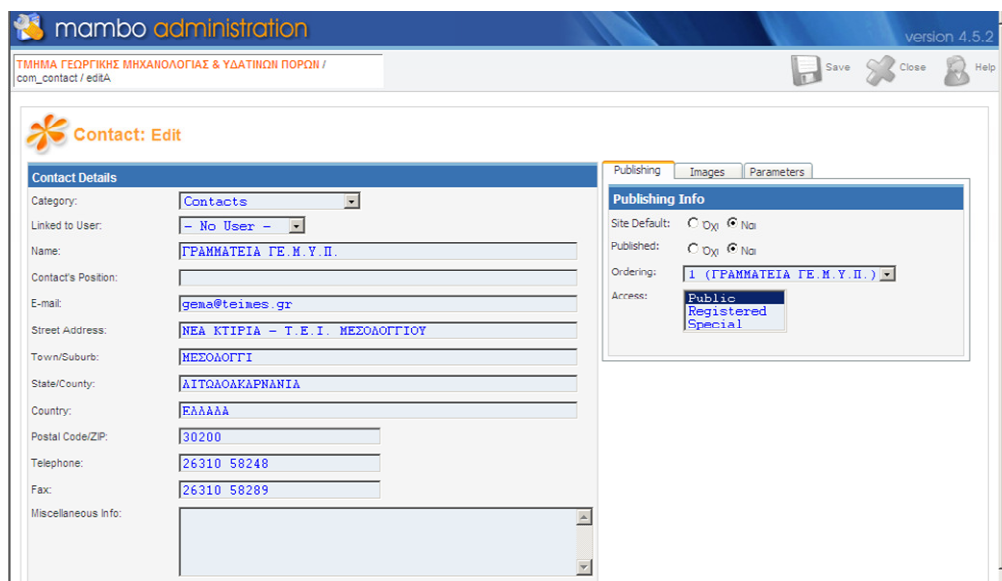 mambo administration
version 4.5.2
ΤΜΗΜΑ ΓΕΩΡΓΙΚΗΣ ΜΗΧΑΝΟΛΟΓΙΑΣ & ΥΔΑΤΙΝΩΝ ΠΟΡΩΝ /
com_contact / editA
Save Close Help
Contact: Edit
Contact Details
Category: Contacts
Linked to User: - No User -
Name: ΓΡΑΜΜΑΤΕΙΑ ΓΕ.Μ.Υ.Π.
Contact's Position:
E-mail: gema@teimes.gr
Street Address: ΝΕΑ ΚΤΙΡΙΑ - Τ.Ε.Ι. ΜΕΣΟΛΟΓΓΙΟΥ
Town/Suburb: ΜΕΣΟΛΟΓΓΙ
State/County: ΑΙΤΩΛΟΑΚΑΡΝΑΝΙΑ
Country: ΕΛΛΑΔΑ
Postal Code/ZIP: 30200
Telephone: 26310 58248
Fax: 26310 58289
Miscellaneous Info:
Publishing Images Parameters
Publishing Info
Site Default: Όχι Ναι
Published: Όχι Ναι
Ordering: 1 (ΓΡΑΜΜΑΤΕΙΑ ΓΕ.Μ.Υ.Π.)
Access: Public
Registered
Special